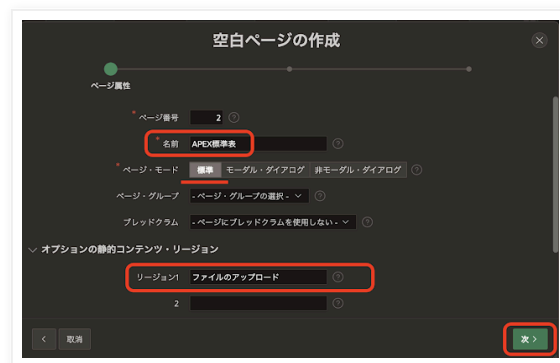 空白ページの作成
ページ属性
* ページ番号 2
* 名前 APEX標準表
* ページ・モード 標準 モーダル・ダイアログ 非モーダル・ダイアログ
ページ・グループ - ページ・グループの選択 -
ブレッドクラム - ページにブレッドクラムを使用しない -
オプションの静的コンテンツ・リージョン
リージョン1 ファイルのアップロード
2
取消 次 >